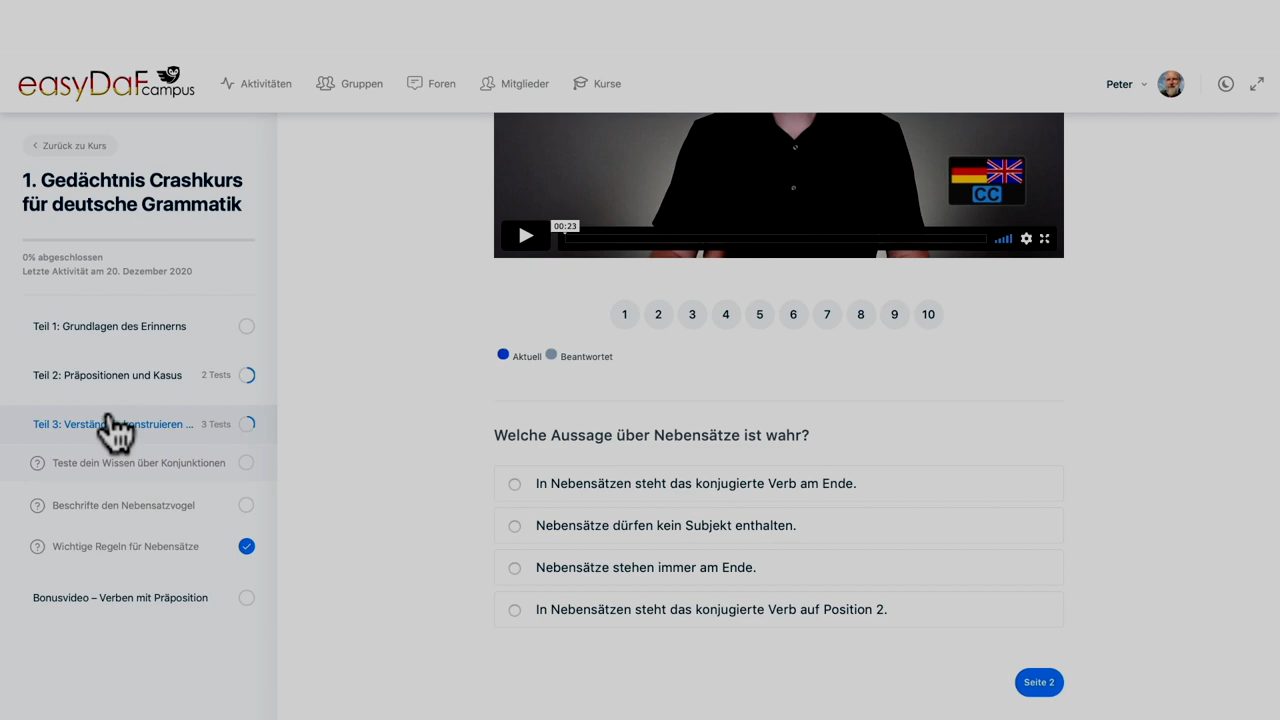 easyDaF campus
Aktivitäten
Gruppen
Foren
Mitglieder
Kurse
Peter
Zurück zu Kurs
1. Gedächtnis Crashkurs
für deutsche Grammatik
0% abgeschlossen
Letzte Aktivität am 20. Dezember 2020
Teil 1: Grundlagen des Erinnerns
Teil 2: Präpositionen und Kasus 2 Tests
Teil 3: ... 3 Tests
Teste dein Wissen über Konjunktionen
Beschrifte den Nebensatzvogel
Wichtige Regeln für Nebensätze
Bonusvideo – Verben mit Präposition
CC
00:23
1 2 3 4 5 6 7 8 9 10
Aktuell Beantwortet
Welche Aussage über Nebensätze ist wahr?
In Nebensätzen steht das konjugierte Verb am Ende.
Nebensätze dürfen kein Subjekt enthalten.
Nebensätze stehen immer am Ende.
In Nebensätzen steht das konjugierte Verb auf Position 2.
Seite 2